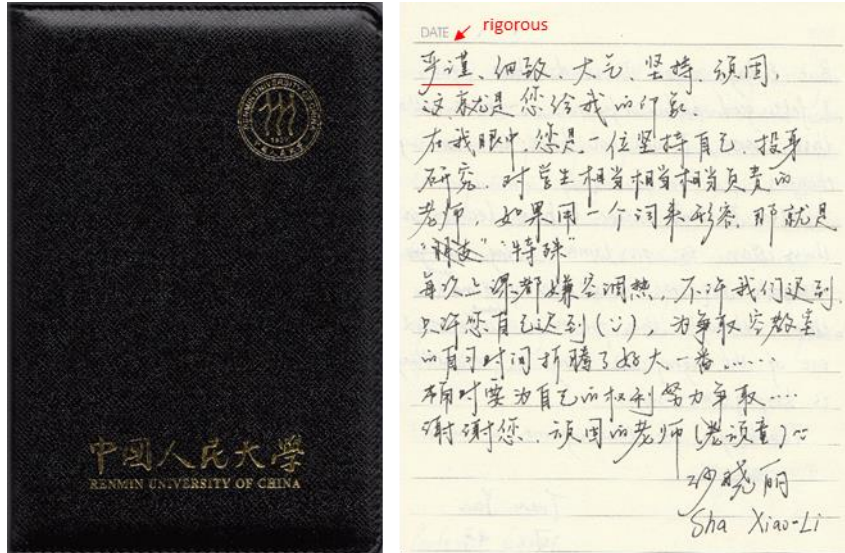 RENMIN UNIVERSITY OF CHINA
1937
中國人民大學
RENMIN UNIVERSITY OF CHINA
DATE
rigorous
严谨、细致、大气、坚持、顽固,
这就是您给我的印象.
在我眼中,您是一位坚持自己,投身
研究,对学生相当相当相当负责的
老师,如果用一个词来形容,那就是
"特殊"
每次上课都嫌空调热,不许我们迟到,
只许您自己迟到(:),为争取空教室
的自习时间折腾了好大一番……
有时要为自己的权利努力争取……
谢谢您,顽固的老师(老顽童)~
沙晓丽
Sha Xiao-Li